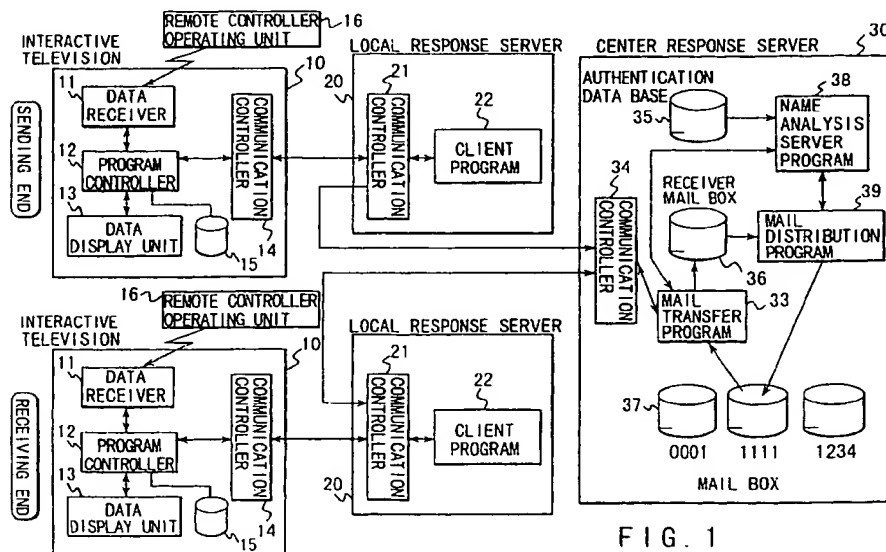 REMOTE CONTROLLER
OPERATING UNIT
16
INTERACTIVE
TELEVISION
10
SENDING END
11
DATA
RECEIVER
12
PROGRAM
CONTROLLER
13
DATA
DISPLAY UNIT
15
COMMUNICATION
CONTROLLER
14
LOCAL RESPONSE SERVER
20
21
COMMUNICATION
CONTROLLER
22
CLIENT
PROGRAM
CENTER RESPONSE SERVER
30
AUTHENTICATION
DATA BASE
35
38
NAME
ANALYSIS
SERVER
PROGRAM
34
COMMUNICATION
CONTROLLER
RECEIVER
MAIL BOX
36
39
MAIL
DISTRIBUTION
PROGRAM
33
MAIL
TRANSFER
PROGRAM
37
0001
1111
1234
MAIL BOX
16
REMOTE CONTROLLER
OPERATING UNIT
INTERACTIVE
TELEVISION
10
RECEIVING END
11
DATA
RECEIVER
12
PROGRAM
CONTROLLER
13
DATA
DISPLAY UNIT
15
COMMUNICATION
CONTROLLER
14
LOCAL RESPONSE SERVER
20
21
COMMUNICATION
CONTROLLER
22
CLIENT
PROGRAM
FIG. 1